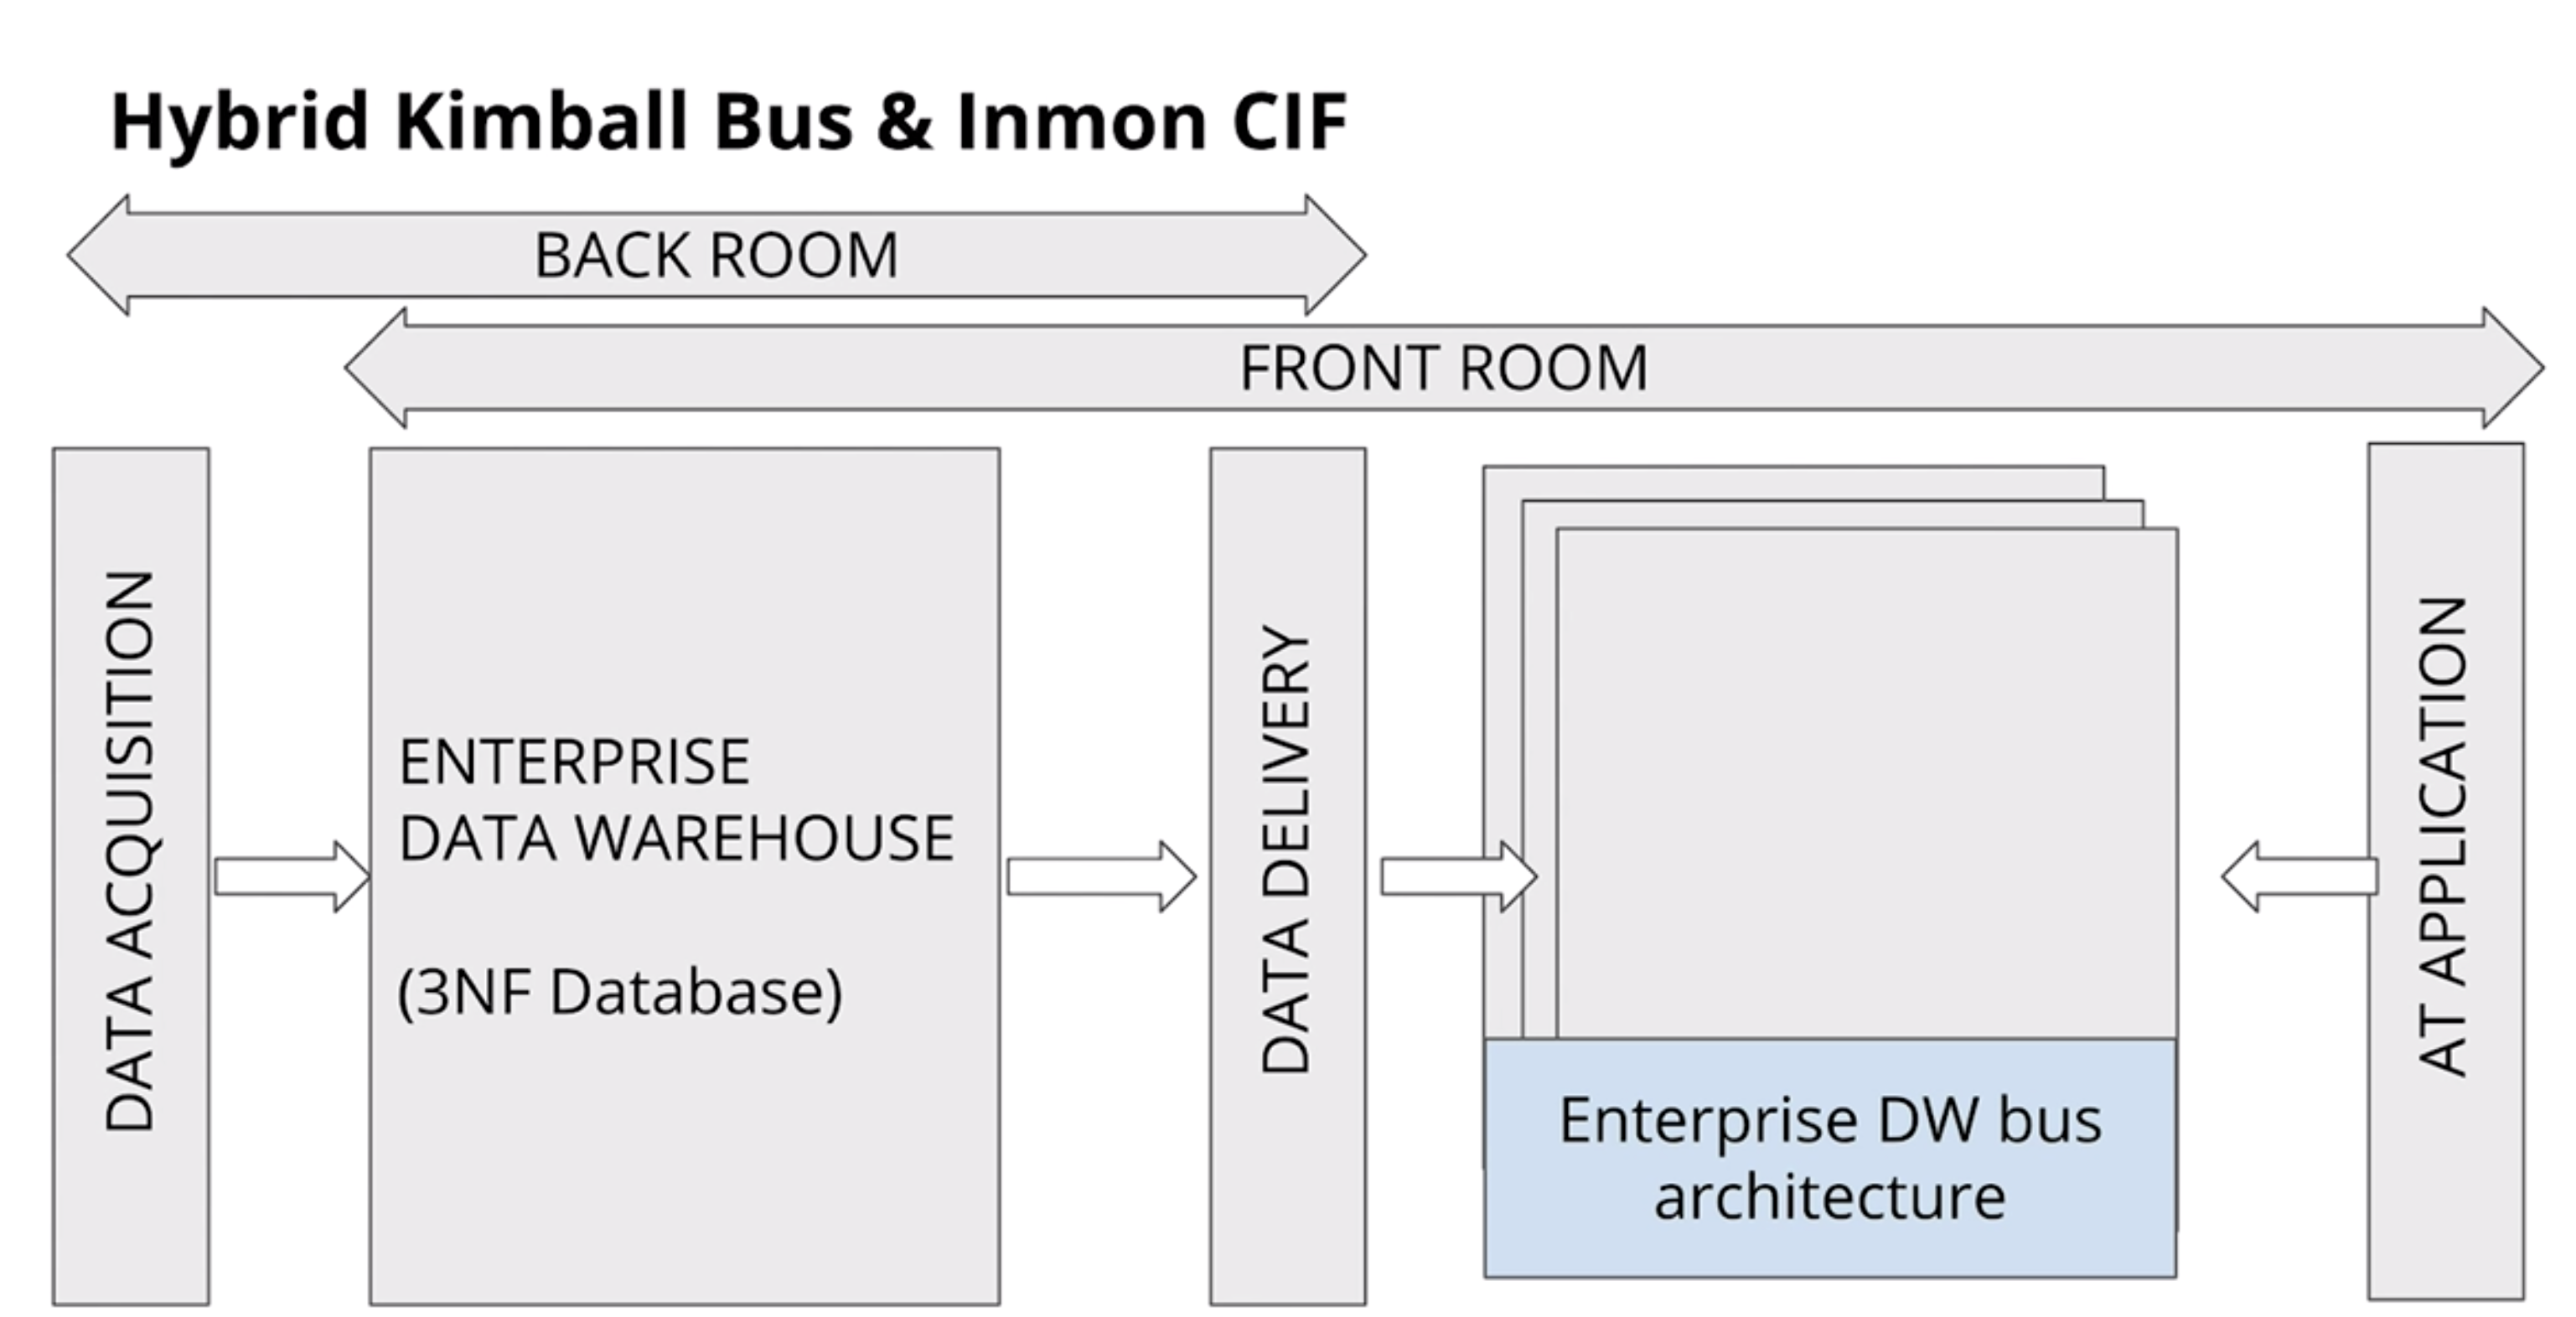 Hybrid Kimball Bus & Inmon CIF
BACK ROOM
FRONT ROOM
DATA ACQUISITION
ENTERPRISE
DATA WAREHOUSE
(3NF Database)
DATA DELIVERY
Enterprise DW bus
architecture
AT APPLICATION